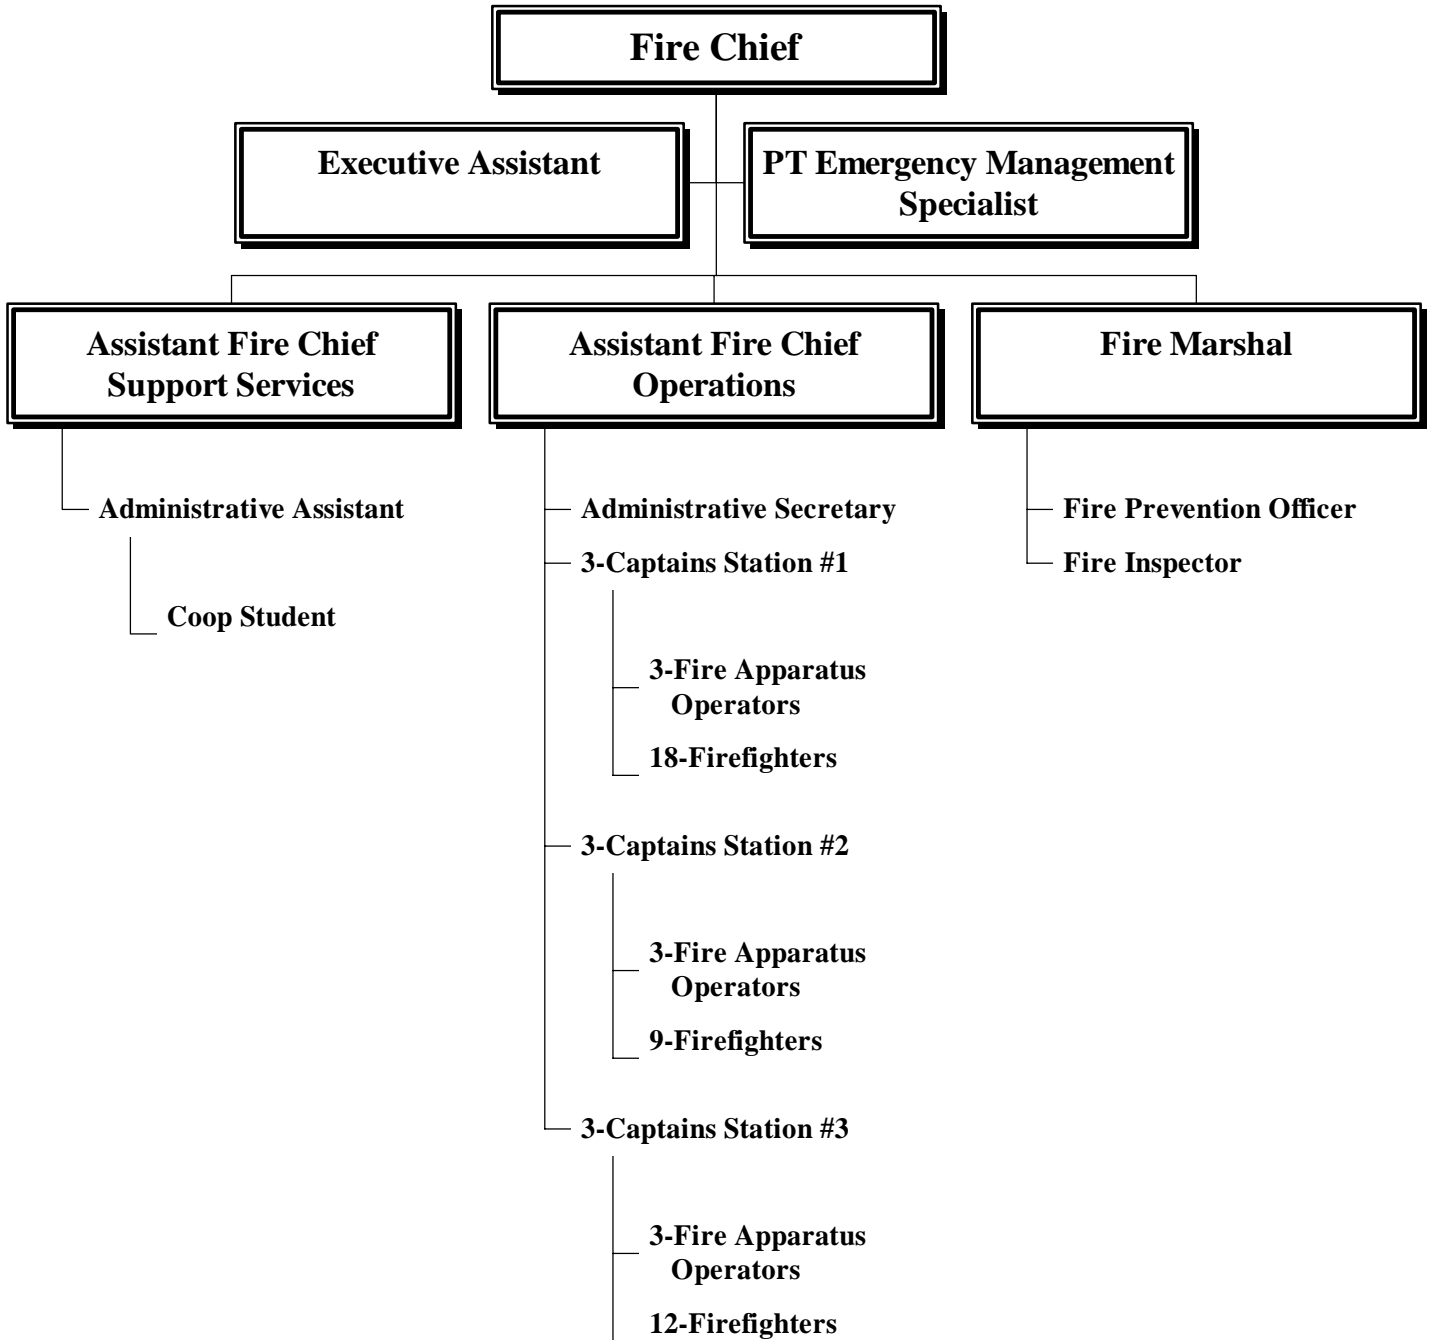 Fire Chief
Executive Assistant
PT Emergency Management
Specialist
Assistant Fire Chief
Support Services
Assistant Fire Chief
Operations
Fire Marshal
Administrative Assistant
Coop Student
Administrative Secretary
3-Captains Station #1
3-Fire Apparatus
Operators
18-Firefighters
3-Captains Station #2
3-Fire Apparatus
Operators
9-Firefighters
3-Captains Station #3
3-Fire Apparatus
Operators
12-Firefighters
Fire Prevention Officer
Fire Inspector